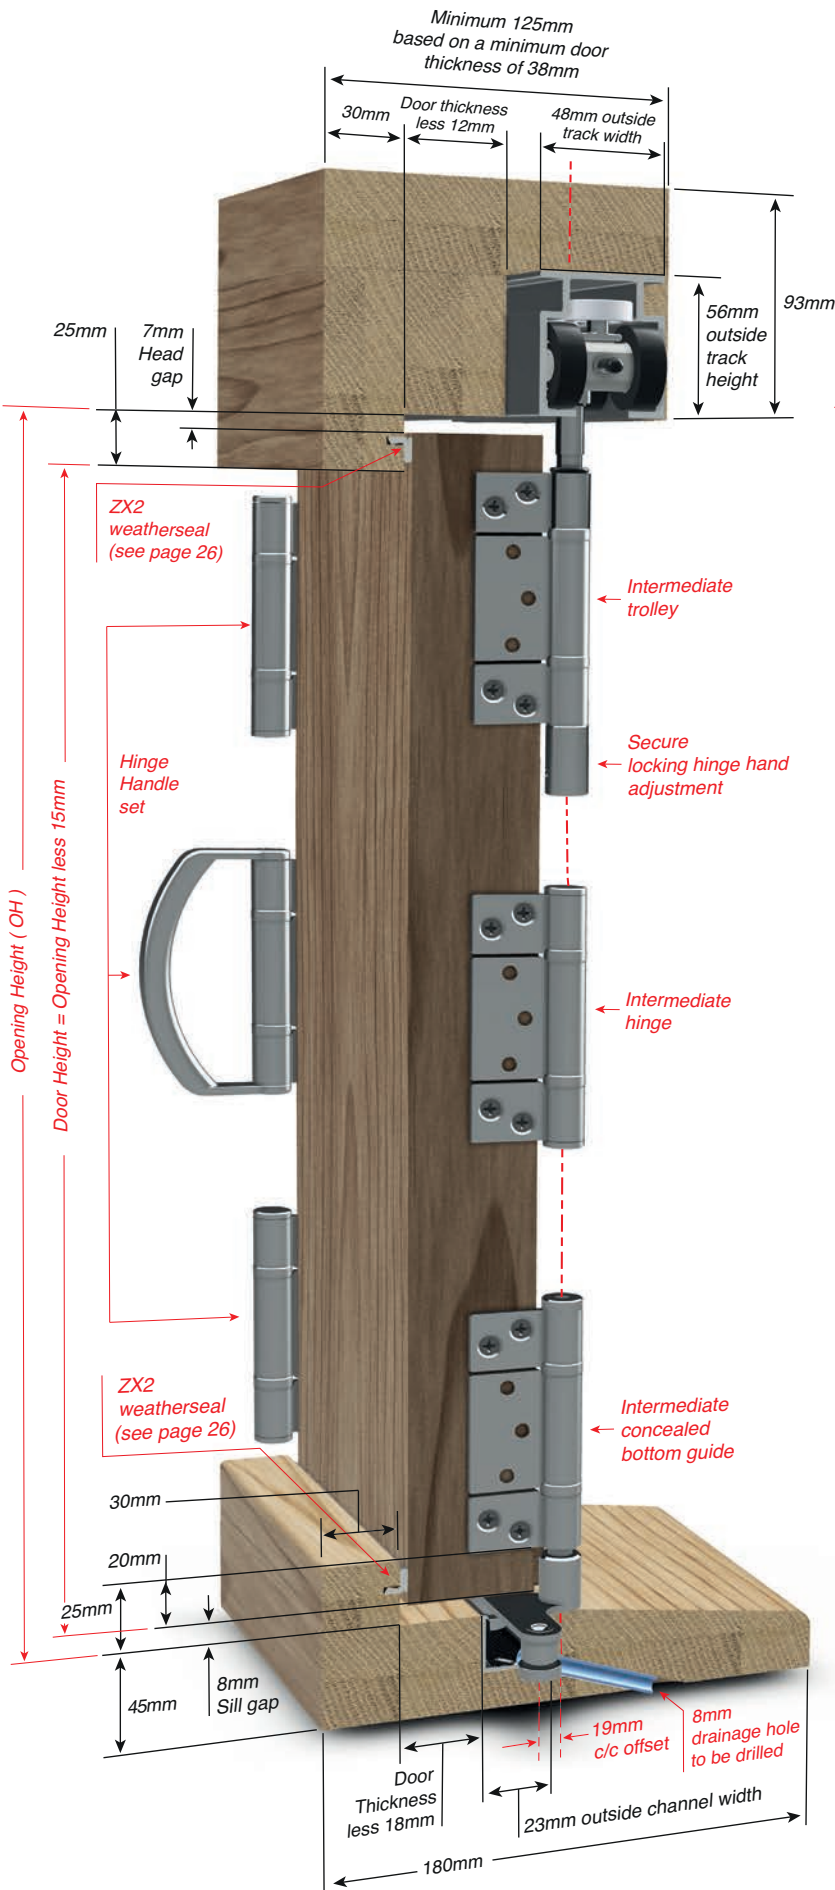 Minimum 125mm
based on a minimum door
thickness of 38mm
30mm
Door thickness
less 12mm
48mm outside
track width
93mm
56mm
outside
track
height
25mm
7mm
Head
gap
ZX2
weatherseal
(see page 26)
Intermediate
trolley
Secure
locking hinge hand
adjustment
Hinge
Handle
set
Opening Height ( OH )
Door Height = Opening Height less 15mm
Intermediate
hinge
ZX2
weatherseal
(see page 26)
Intermediate
concealed
bottom guide
30mm
20mm
25mm
45mm
8mm
Sill gap
19mm
c/c offset
8mm
drainage hole
to be drilled
Door
Thickness
less 18mm
23mm outside channel width
180mm